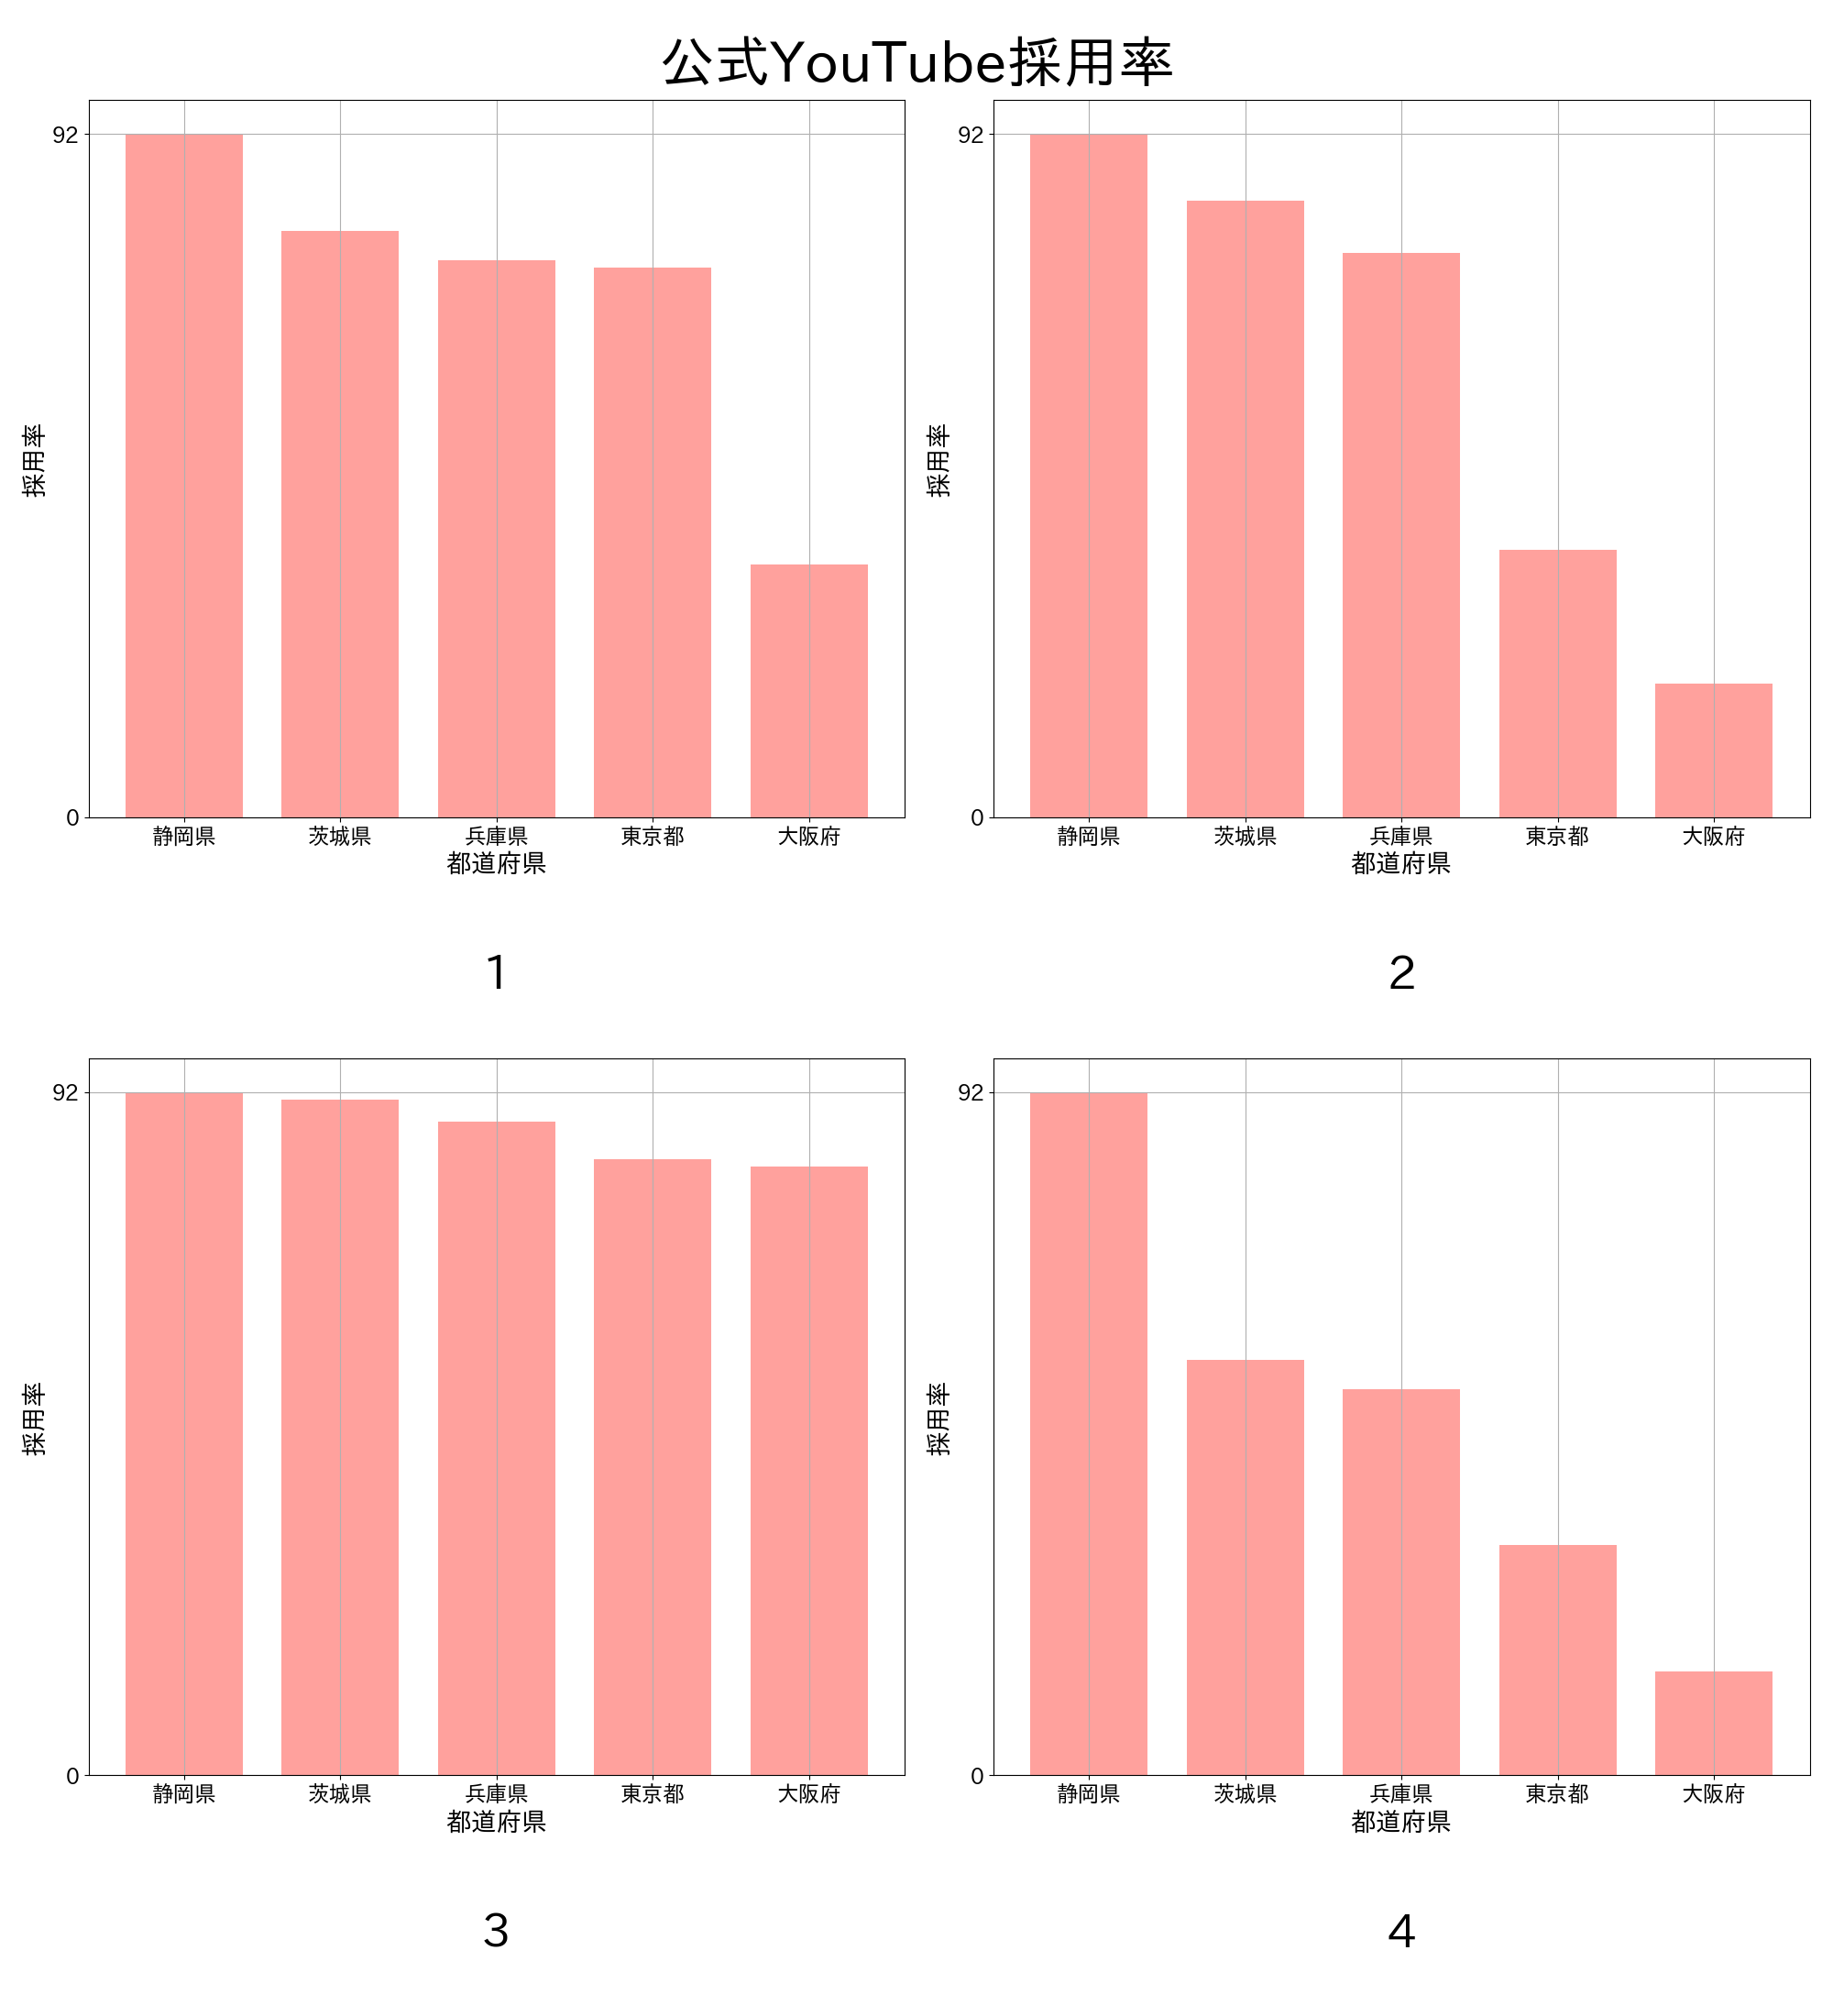 公式YouTube採用率
92
採用率
0
静岡県 茨城県 兵庫県 東京都 大阪府
都道府県
1
92
採用率
0
静岡県 茨城県 兵庫県 東京都 大阪府
都道府県
2
92
採用率
0
静岡県 茨城県 兵庫県 東京都 大阪府
都道府県
3
92
採用率
0
静岡県 茨城県 兵庫県 東京都 大阪府
都道府県
4